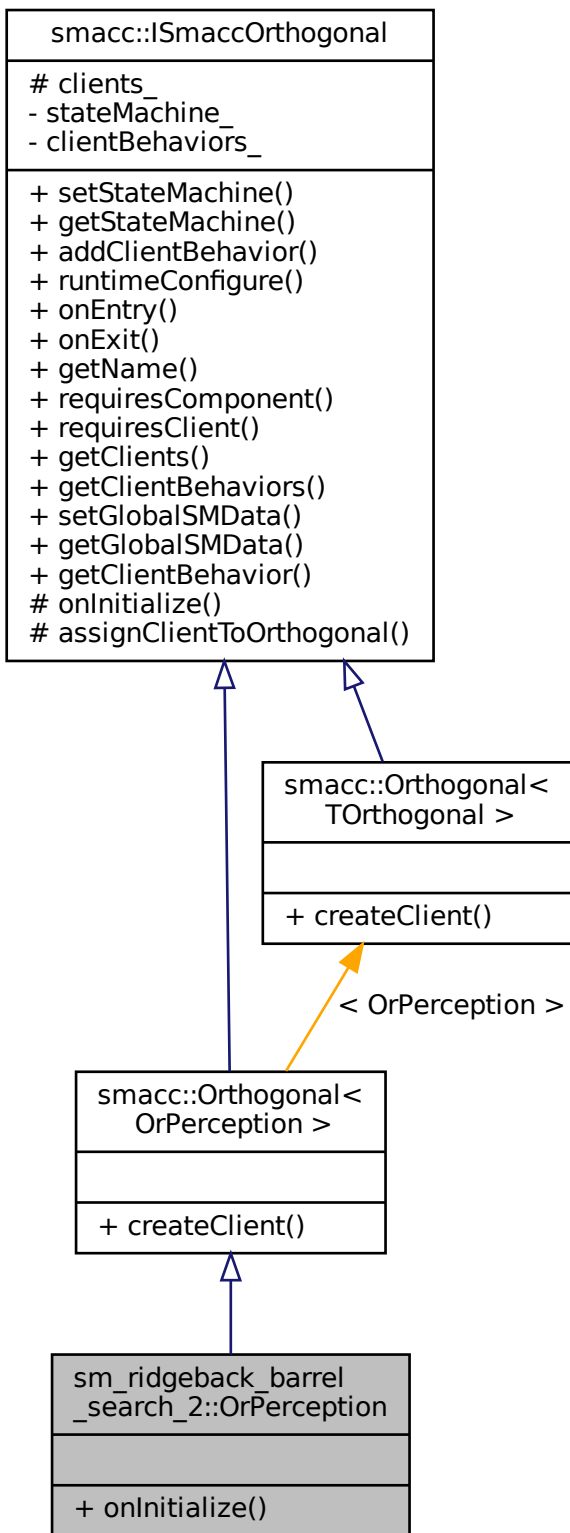 smacc::ISmaccOrthogonal
# clients_
- stateMachine_
- clientBehaviors_
+ setStateMachine()
+ getStateMachine()
+ addClientBehavior()
+ runtimeConfigure()
+ onEntry()
+ onExit()
+ getName()
+ requiresComponent()
+ requiresClient()
+ getClients()
+ getClientBehaviors()
+ setGlobalSMData()
+ getGlobalSMData()
+ getClientBehavior()
# onInitialize()
# assignClientToOrthogonal()
smacc::Orthogonal<
TOrthogonal >
+ createClient()
< OrPerception >
smacc::Orthogonal<
OrPerception >
+ createClient()
sm_ridgeback_barrel
_search_2::OrPerception
+ onInitialize()